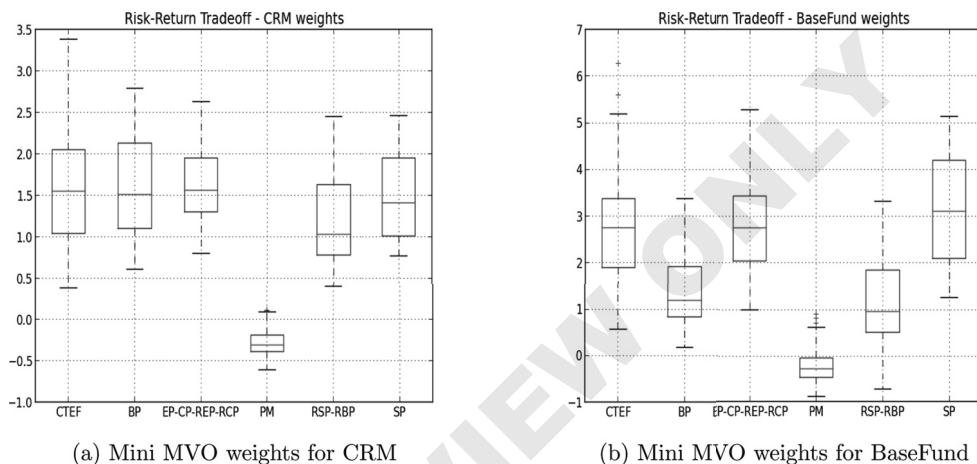 Risk-Return Tradeoff - CRM weights
3.5
3.0
2.5
2.0
1.5
1.0
0.5
0.0
−0.5
−1.0
CTEF BP EP-CP-REP-RCP PM RSP-RBP SP
(a) Mini MVO weights for CRM
Risk-Return Tradeoff - BaseFund weights
7
6
5
4
3
2
1
0
−1
CTEF BP EP-CP-REP-RCP PM RSP-RBP SP
(b) Mini MVO weights for BaseFund
VIEW ONLY